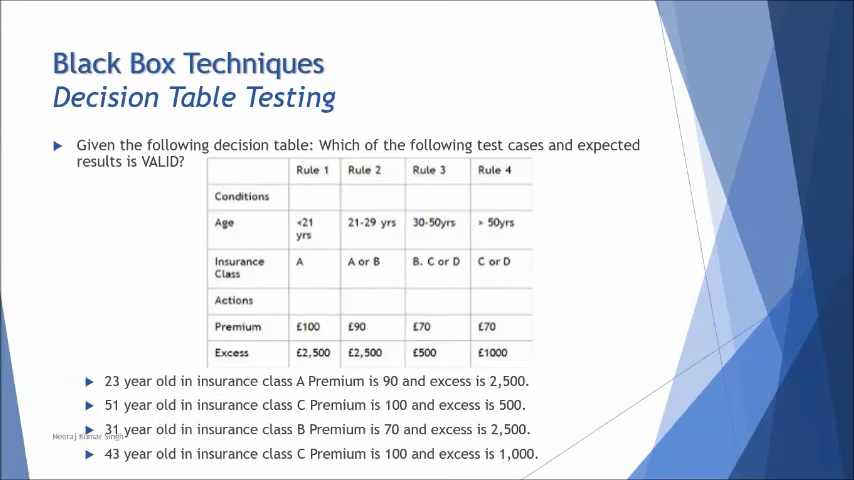 Black Box Techniques
Decision Table Testing
Given the following decision table: Which of the following test cases and expected
results is VALID?
Rule 1 Rule 2 Rule 3 Rule 4
Conditions
Age <21 yrs 21-29 yrs 30-50yrs > 50yrs
Insurance Class A A or B B. C or D C or D
Actions
Premium £100 £90 £70 £70
Excess £2,500 £2,500 £500 £1000
23 year old in insurance class A Premium is 90 and excess is 2,500.
51 year old in insurance class C Premium is 100 and excess is 500.
31 year old in insurance class B Premium is 70 and excess is 2,500.
Neeraj Kumar Singh
43 year old in insurance class C Premium is 100 and excess is 1,000.